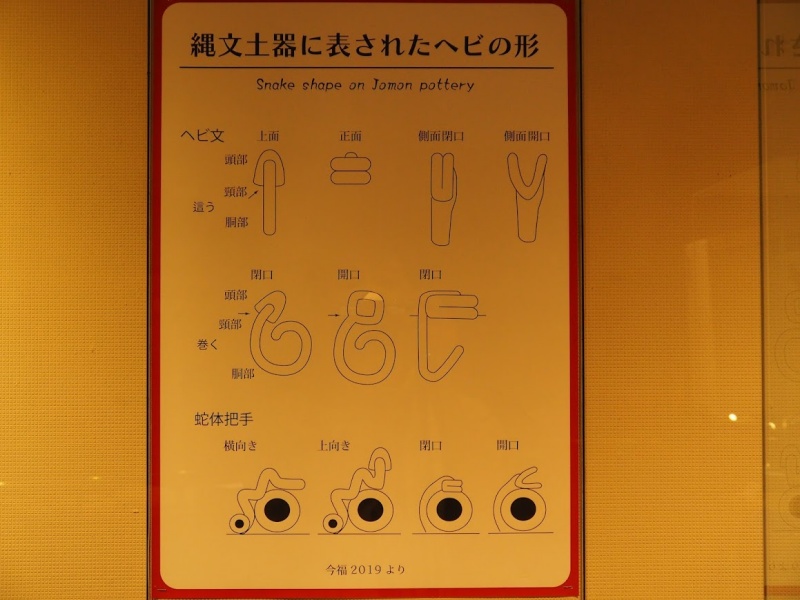 縄文土器に表されたヘビの形
Snake shape on Jomon pottery
ヘビ文 上面 正面 側面閉口 側面開口
頭部
頸部
這う
胴部
閉口 開口 閉口
頭部
頸部
巻く
胴部
蛇体把手
横向き 上向き 閉口 開口
今福 2019 より